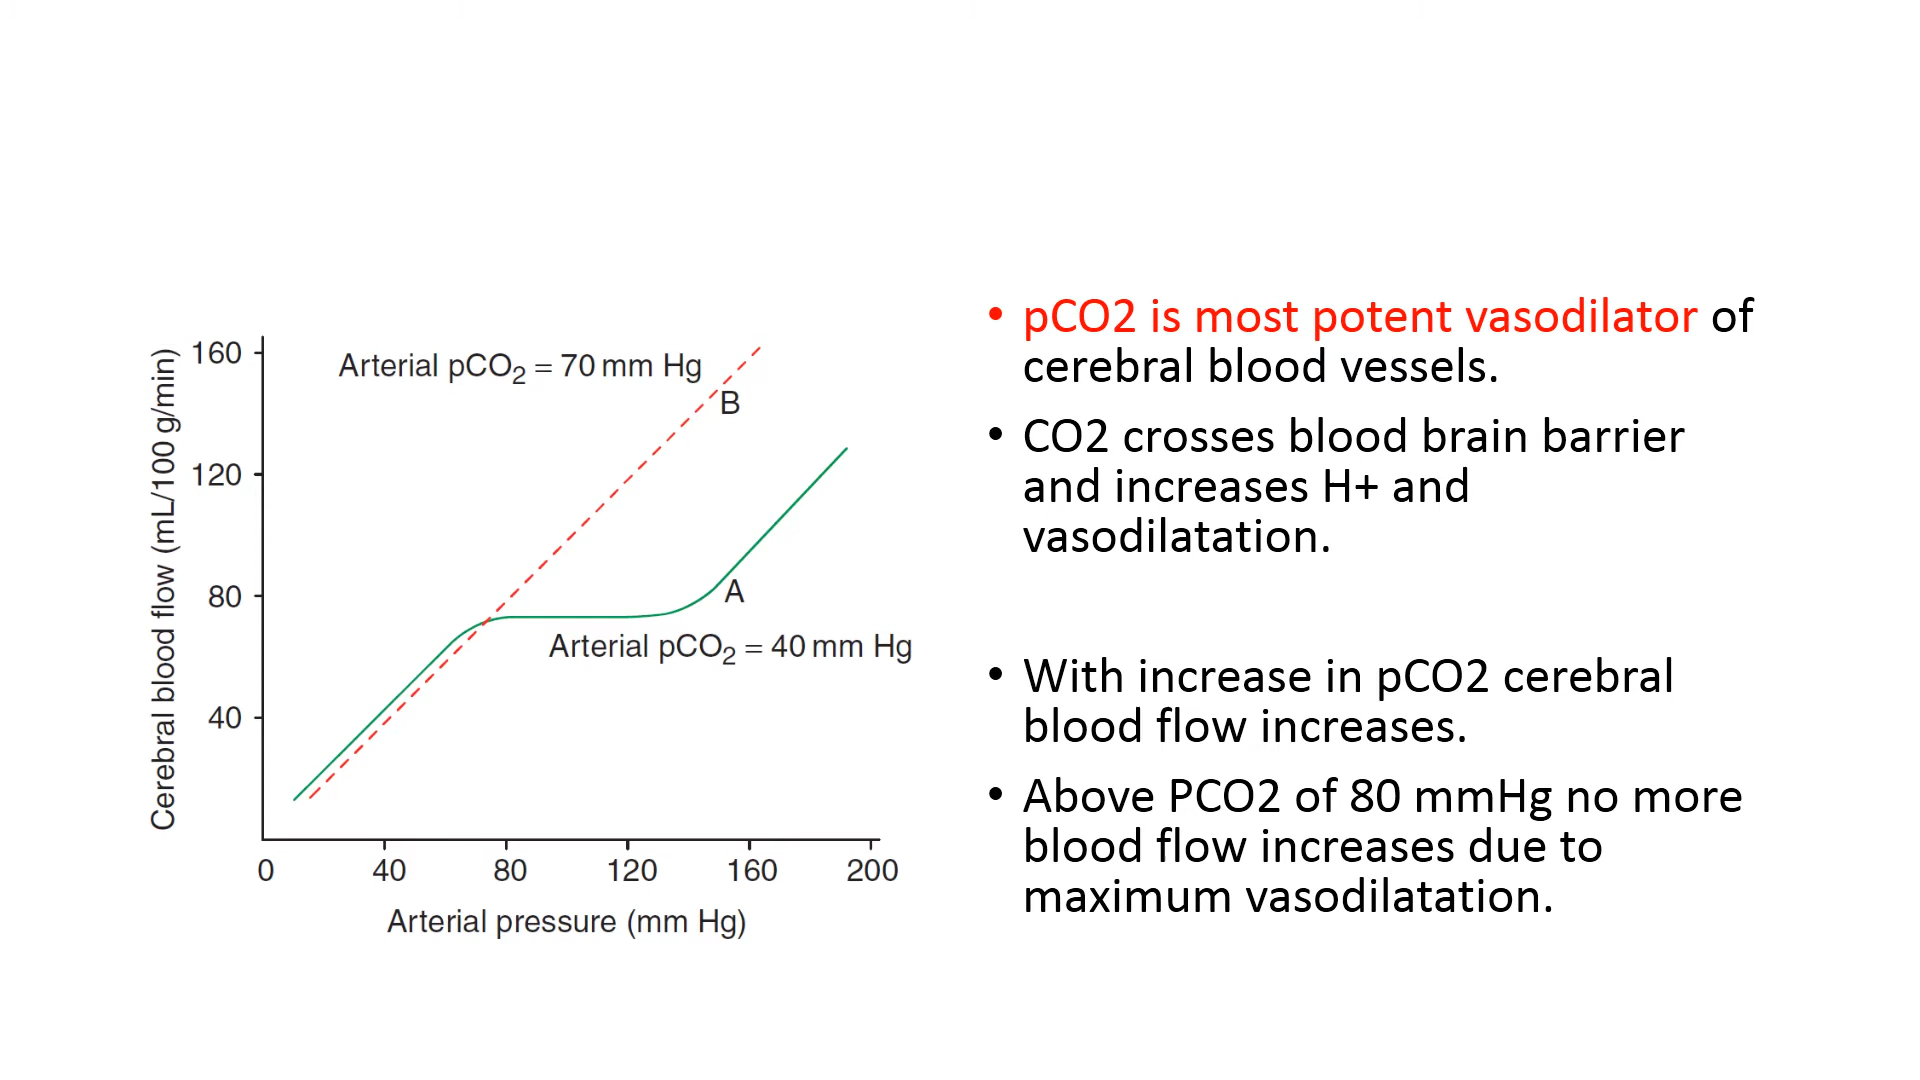 160
Arterial pCO₂ = 70 mm Hg
B
120
80
A
Arterial pCO₂ = 40 mm Hg
40
0 40 80 120 160 200
Arterial pressure (mm Hg)
Cerebral blood flow (mL/100 g/min)
• pCO2 is most potent vasodilator of
cerebral blood vessels.
• CO2 crosses blood brain barrier
and increases H+ and
vasodilatation.
• With increase in pCO2 cerebral
blood flow increases.
• Above PCO2 of 80 mmHg no more
blood flow increases due to
maximum vasodilatation.